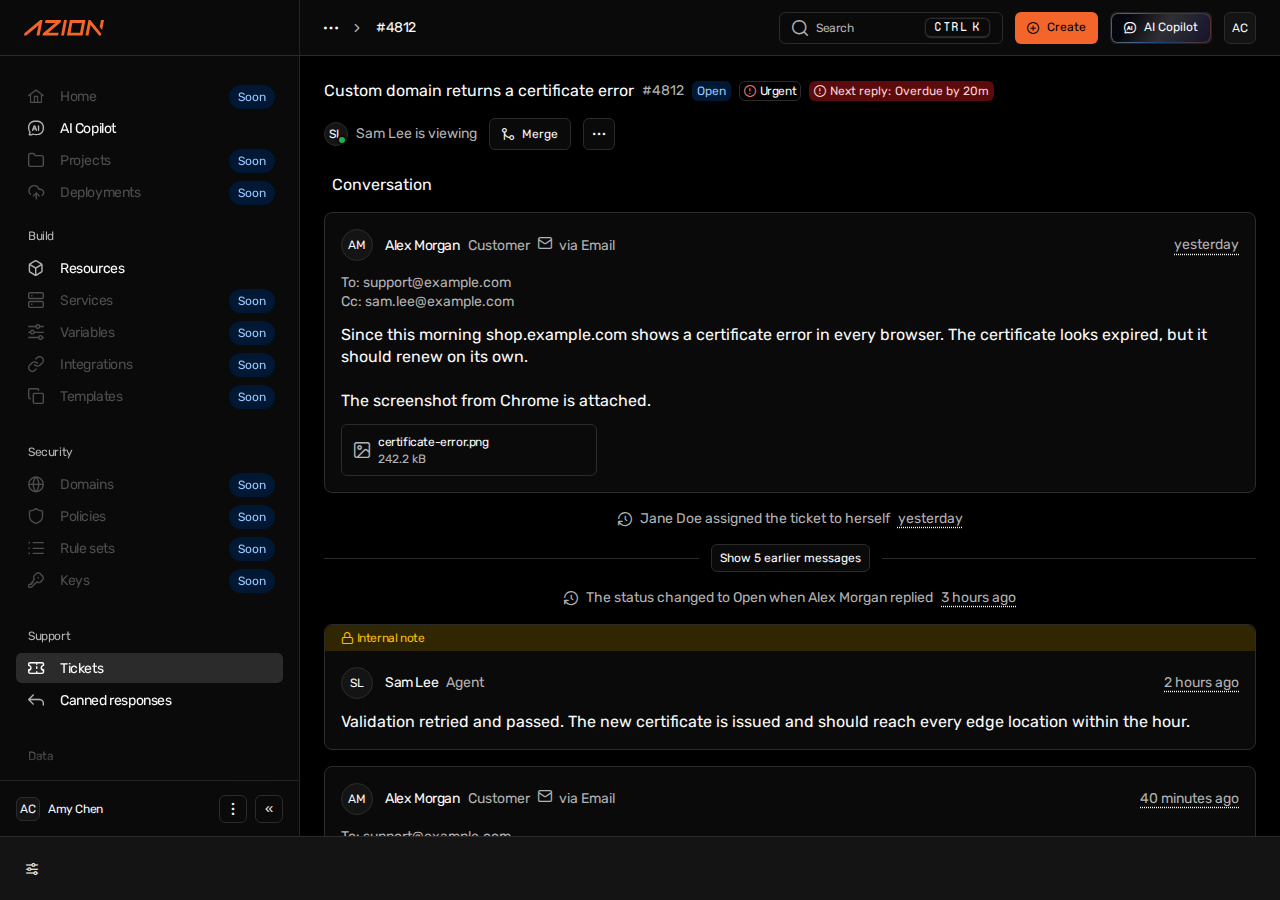 AZION
#4812
Search
CTRL K
Create
AI Copilot
AC
Home
Soon
AI Copilot
Projects
Soon
Deployments
Soon
Build
Resources
Services
Soon
Variables
Soon
Integrations
Soon
Templates
Soon
Security
Domains
Soon
Policies
Soon
Rule sets
Soon
Keys
Soon
Support
Tickets
Canned responses
Data
AC
Amy Chen
Custom domain returns a certificate error #4812 Open Urgent Next reply: Overdue by 20m
SL
Sam Lee is viewing
Merge
Conversation
AM
Alex Morgan Customer via Email
yesterday
To: support@example.com
Cc: sam.lee@example.com
Since this morning shop.example.com shows a certificate error in every browser. The certificate looks expired, but it
should renew on its own.
The screenshot from Chrome is attached.
certificate-error.png
242.2 kB
Jane Doe assigned the ticket to herself yesterday
Show 5 earlier messages
The status changed to Open when Alex Morgan replied 3 hours ago
Internal note
SL
Sam Lee Agent
2 hours ago
Validation retried and passed. The new certificate is issued and should reach every edge location within the hour.
AM
Alex Morgan Customer via Email
40 minutes ago
To: support@example.com